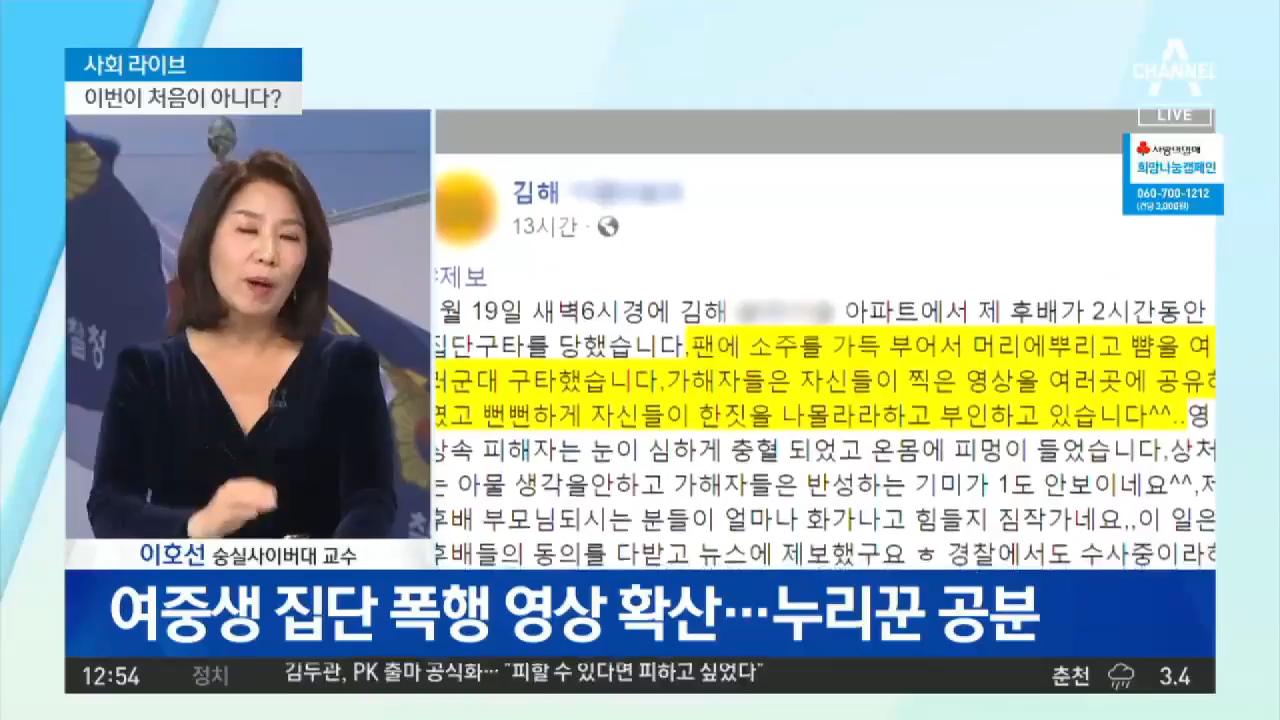 사회 라이브
이번이 처음이 아니다?
CHANNEL
LIVE
사랑의열매
희망나눔캠페인
060-700-1212
(건당 3,000원)
김해
13시간
제보
월 19일 새벽6시경에 김해 아파트에서 제 후배가 2시간동안
집단구타를 당했습니다,팬에 소주를 가득 부어서 머리에뿌리고 뺨을 여
러군대 구타했습니다,가해자들은 자신들이 찍은 영상을 여러곳에 공유하
였고 뻔뻔하게 자신들이 한짓을 나몰라라하고 부인하고 있습니다^^..영
상속 피해자는 눈이 심하게 충혈 되었고 온몸에 피멍이 들었습니다,상처
는 아물 생각을안하고 가해자들은 반성하는 기미가 1도 안보이네요^^,저
후배 부모님되시는 분들이 얼마나 화가나고 힘들지 짐작가네요,,이 일은
후배들의 동의를 다받고 뉴스에 제보했구요 ㅎ 경찰에서도 수사중이라하
찰청
찰
이호선 숭실사이버대 교수
여중생 집단 폭행 영상 확산…누리꾼 공분
12:54 정치 김두관, PK 출마 공식화… "피할 수 있다면 피하고 싶었다" 춘천 3.4